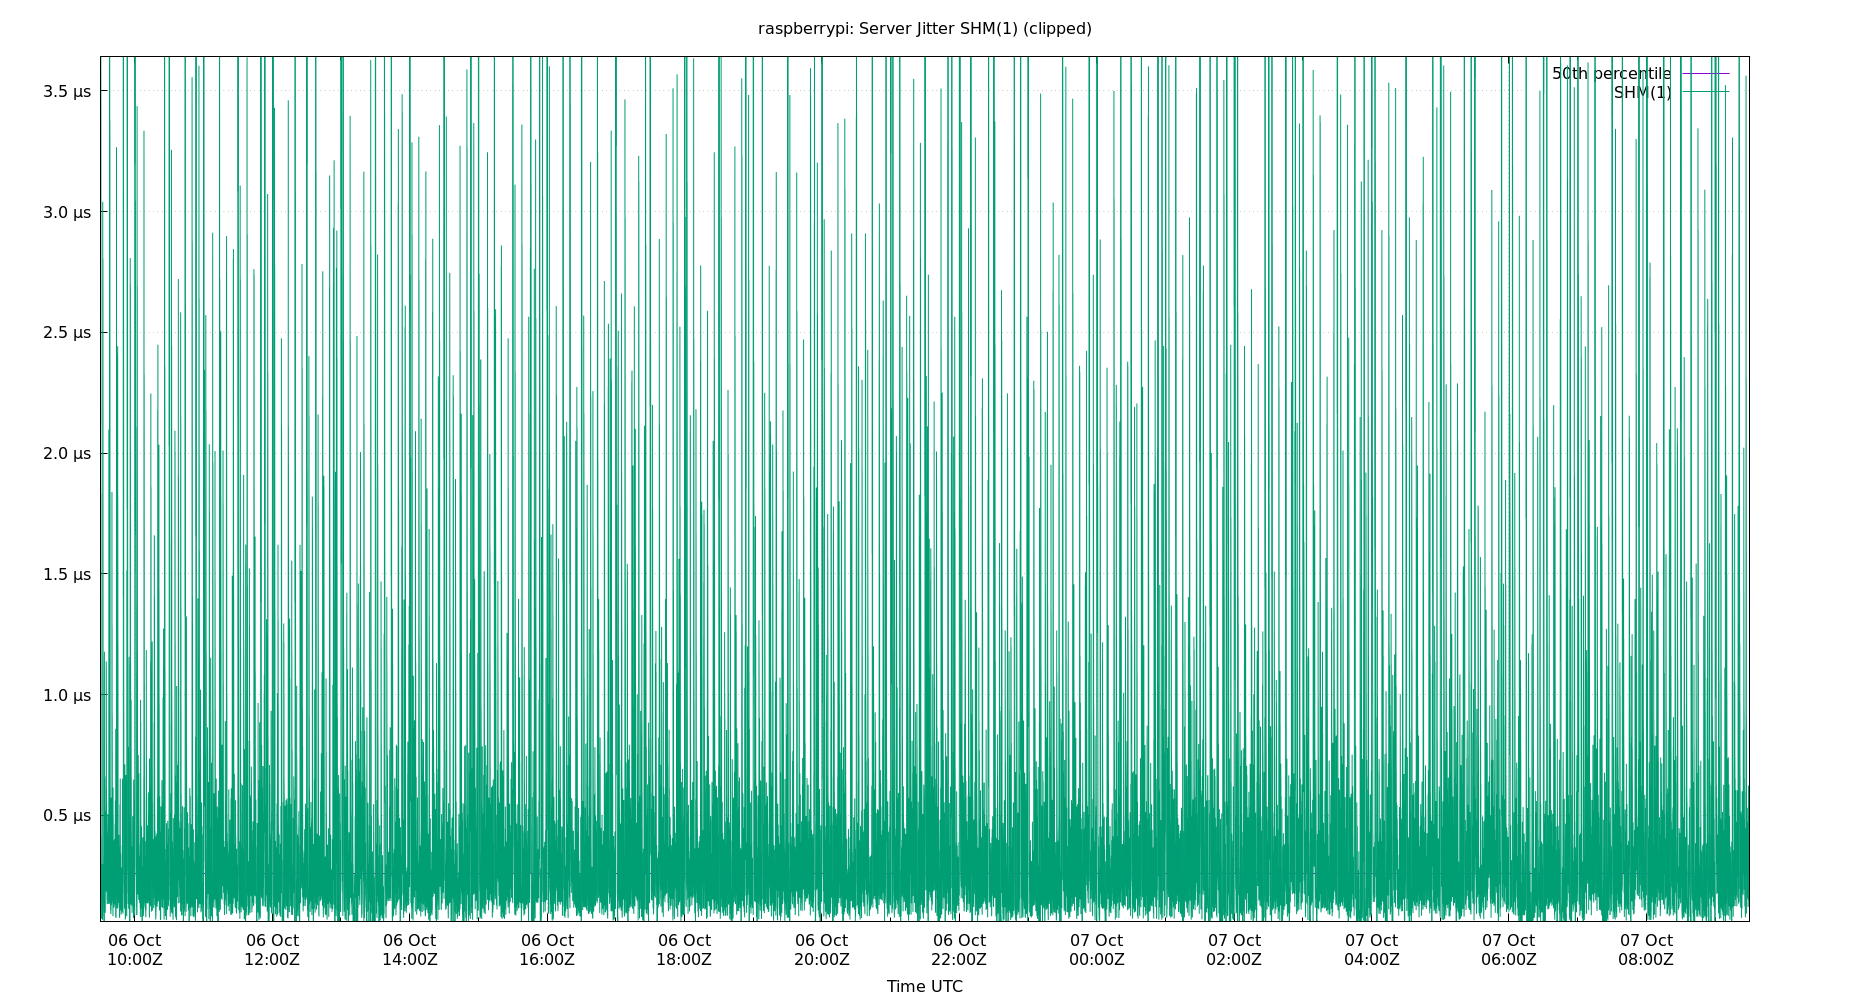 raspberrypi: Server Jitter SHM(1) (clipped)
50th percentile
SHM(1)
3.5 μs
3.0 μs
2.5 μs
2.0 μs
1.5 μs
1.0 μs
0.5 μs
06 Oct 06 Oct 06 Oct 06 Oct 06 Oct 06 Oct 06 Oct 07 Oct 07 Oct 07 Oct 07 Oct 07 Oct
10:00Z 12:00Z 14:00Z 16:00Z 18:00Z 20:00Z 22:00Z 00:00Z 02:00Z 04:00Z 06:00Z 08:00Z
Time UTC